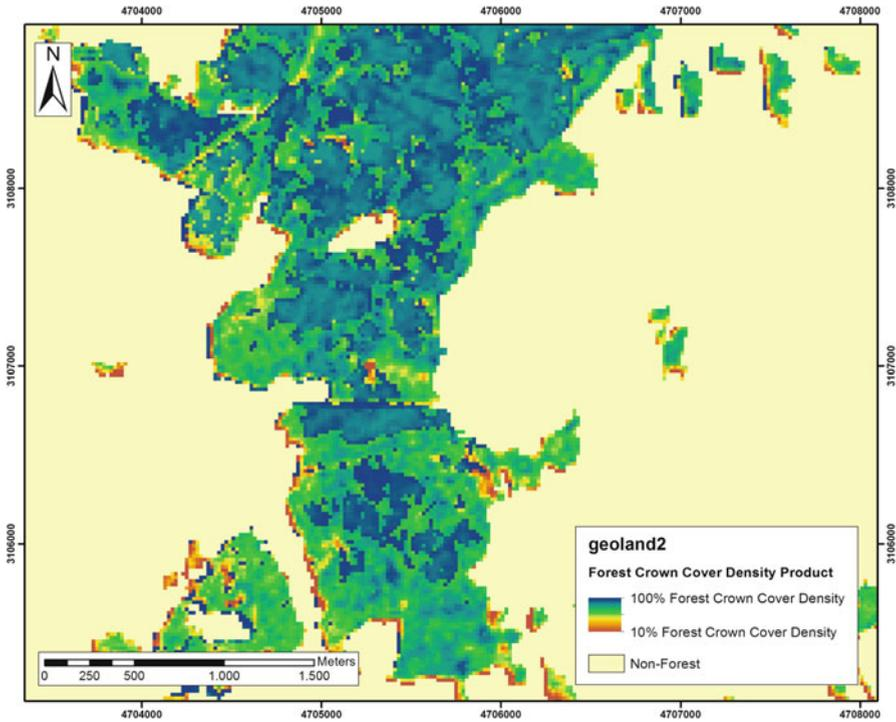 4704000 4705000 4706000 4707000 4708000
N
3108000 3108000
3107000 3107000
3106000 3106000
geoland2
Forest Crown Cover Density Product
100% Forest Crown Cover Density
10% Forest Crown Cover Density
Non-Forest
Meters
0 250 500 1.000 1.500
4704000 4705000 4706000 4707000 4708000